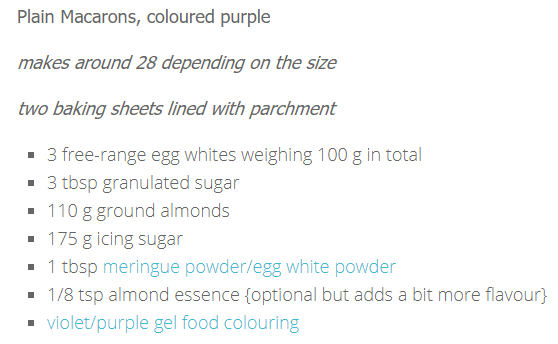 Plain Macarons, coloured purple
makes around 28 depending on the size
two baking sheets lined with parchment
3 free-range egg whites weighing 100 g in total
3 tbsp granulated sugar
110 g ground almonds
175 g icing sugar
1 tbsp meringue powder/egg white powder
1/8 tsp almond essence {optional but adds a bit more flavour}
violet/purple gel food colouring